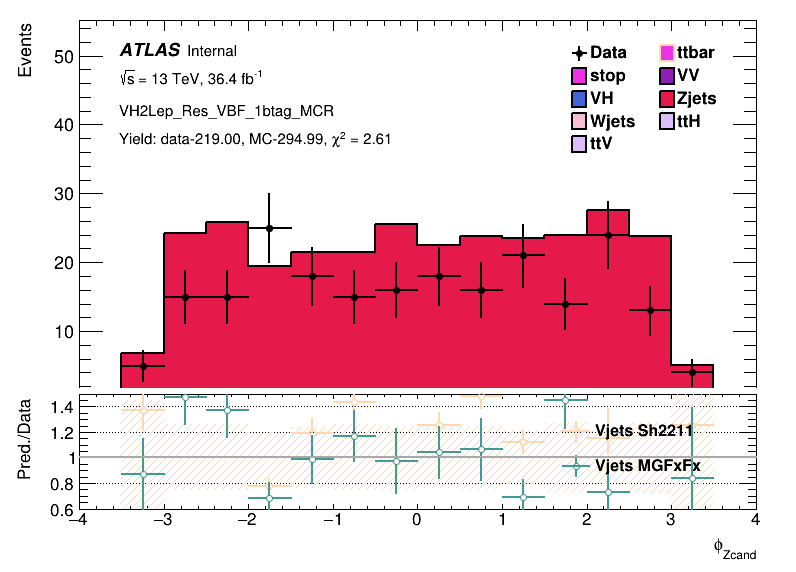 Events
ATLAS Internal
√s = 13 TeV, 36.4 fb⁻¹
VH2Lep_Res_VBF_1btag_MCR
Yield: data-219.00, MC-294.99, χ² = 2.61
Data
ttbar
stop
VV
VH
Zjets
Wjets
ttH
ttV
50
40
30
20
10
Pred./Data
1.4
1.2
1
0.8
0.6
Vjets Sh2211
Vjets MGFxFx
−4 −3 −2 −1 0 1 2 3 4
ϕZcand